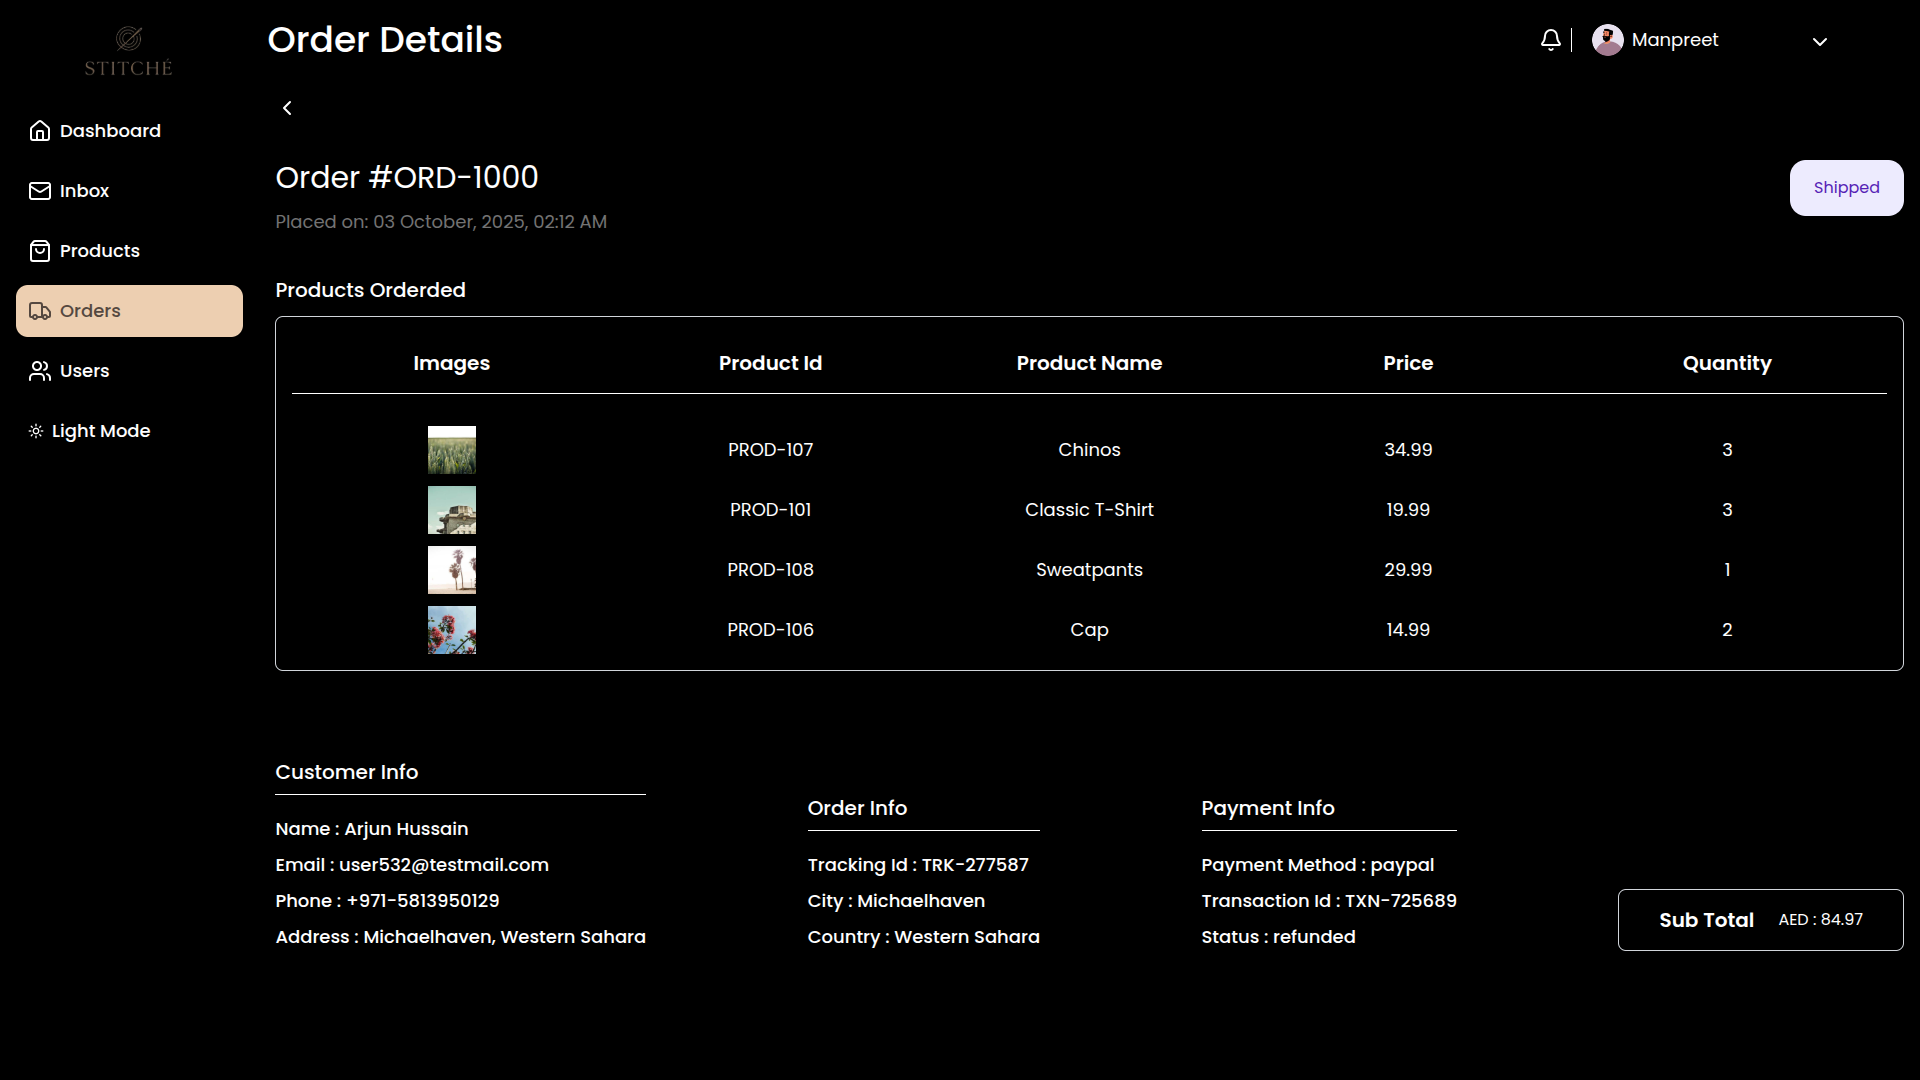 STITCHÉ
Order Details
Manpreet
Dashboard
Inbox
Products
Orders
Users
Light Mode
Order #ORD-1000
Placed on: 03 October, 2025, 02:12 AM
Shipped
Products Orderded
Images Product Id Product Name Price Quantity
PROD-107 Chinos 34.99 3
PROD-101 Classic T-Shirt 19.99 3
PROD-108 Sweatpants 29.99 1
PROD-106 Cap 14.99 2
Customer Info
Name : Arjun Hussain
Email : user532@testmail.com
Phone : +971-5813950129
Address : Michaelhaven, Western Sahara
Order Info
Tracking Id : TRK-277587
City : Michaelhaven
Country : Western Sahara
Payment Info
Payment Method : paypal
Transaction Id : TXN-725689
Status : refunded
Sub Total AED : 84.97